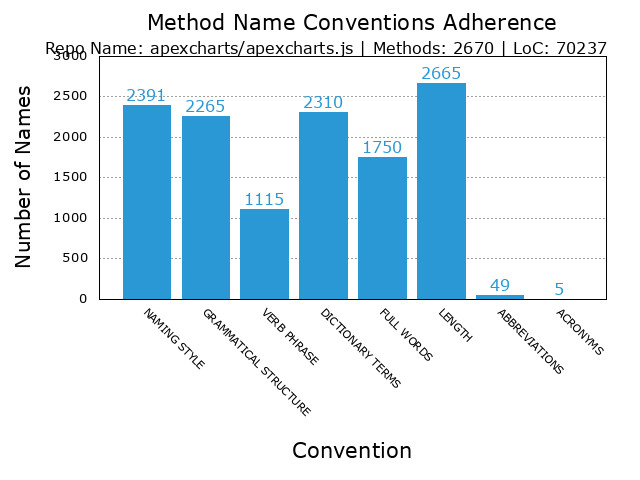 Method Name Conventions Adherence
Repo Name: apexcharts/apexcharts.js | Methods: 2670 | LoC: 70237
Number of Names
3000
2500
2000
1500
1000
500
0
2391
2265
1115
2310
1750
2665
49
5
NAMING STYLE
GRAMMATICAL STRUCTURE
VERB PHRASE
DICTIONARY TERMS
FULL WORDS
LENGTH
ABBREVIATIONS
ACRONYMS
Convention